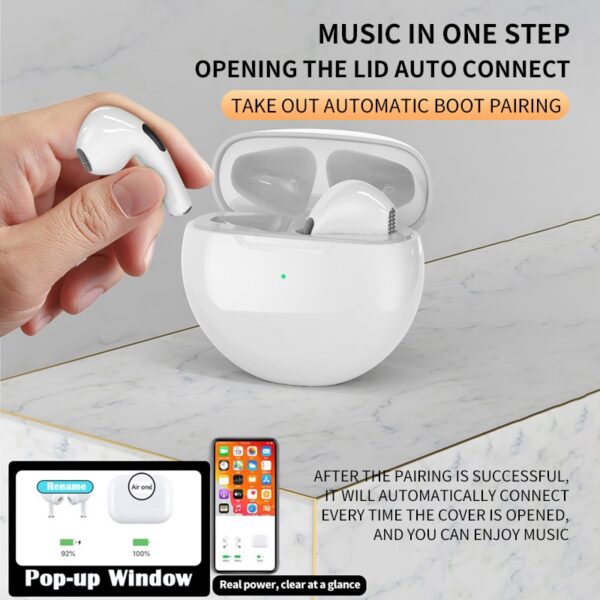 MUSIC IN ONE STEP
OPENING THE LID AUTO CONNECT
TAKE OUT AUTOMATIC BOOT PAIRING
Rename
Air one
92%
100%
Pop-up Window
Real power, clear at a glance
AFTER THE PAIRING IS SUCCESSFUL,
IT WILL AUTOMATICALLY CONNECT
EVERY TIME THE COVER IS OPENED,
AND YOU CAN ENJOY MUSIC